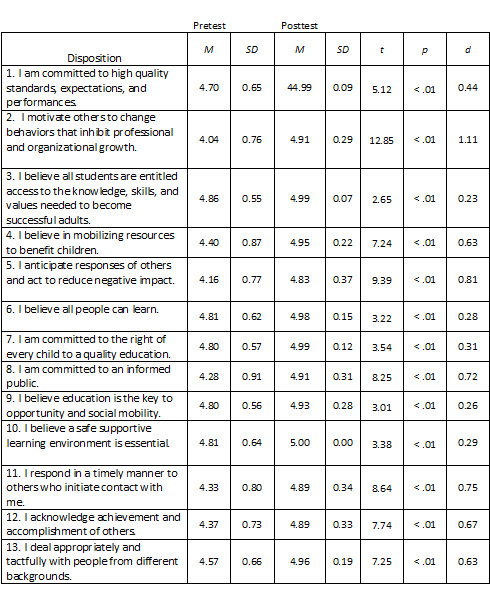 Pretest Posttest
Disposition M SD M SD t p d
1. I am committed to high quality
standards, expectations, and
performances. 4.70 0.65 44.99 0.09 5.12 < .01 0.44
2. I motivate others to change
behaviors that inhibit professional
and organizational growth. 4.04 0.76 4.91 0.29 12.85 < .01 1.11
3. I believe all students are entitled
access to the knowledge, skills, and
values needed to become
successful adults. 4.86 0.55 4.99 0.07 2.65 < .01 0.23
4. I believe in mobilizing resources
to benefit children. 4.40 0.87 4.95 0.22 7.24 < .01 0.63
5. I anticipate responses of others
and act to reduce negative impact. 4.16 0.77 4.83 0.37 9.39 < .01 0.81
6. I believe all people can learn. 4.81 0.62 4.98 0.15 3.22 < .01 0.28
7. I am committed to the right of
every child to a quality education. 4.80 0.57 4.99 0.12 3.54 < .01 0.31
8. I am committed to an informed
public. 4.28 0.91 4.91 0.31 8.25 < .01 0.72
9. I believe education is the key to
opportunity and social mobility. 4.80 0.56 4.93 0.28 3.01 < .01 0.26
10. I believe a safe supportive
learning environment is essential. 4.81 0.64 5.00 0.00 3.38 < .01 0.29
11. I respond in a timely manner to
others who initiate contact with
me. 4.33 0.80 4.89 0.34 8.64 < .01 0.75
12. I acknowledge achievement and
accomplishment of others. 4.37 0.73 4.89 0.33 7.74 < .01 0.67
13. I deal appropriately and
tactfully with people from different
backgrounds. 4.57 0.66 4.96 0.19 7.25 < .01 0.63